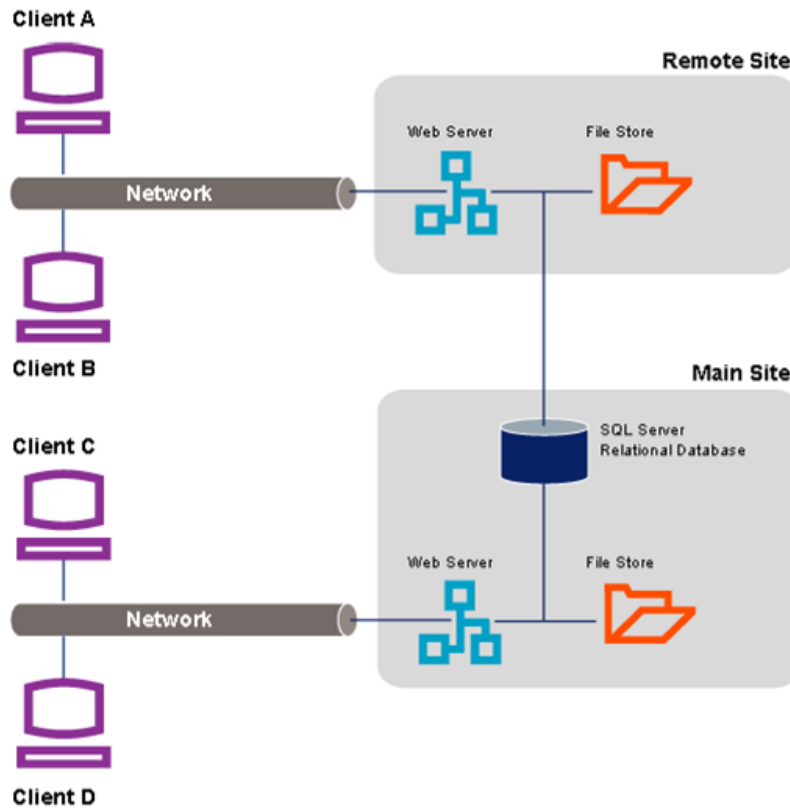 Client A
Remote Site
Web Server
File Store
Network
Client B
Main Site
Client C
SQL Server
Relational Database
Web Server
File Store
Network
Client D